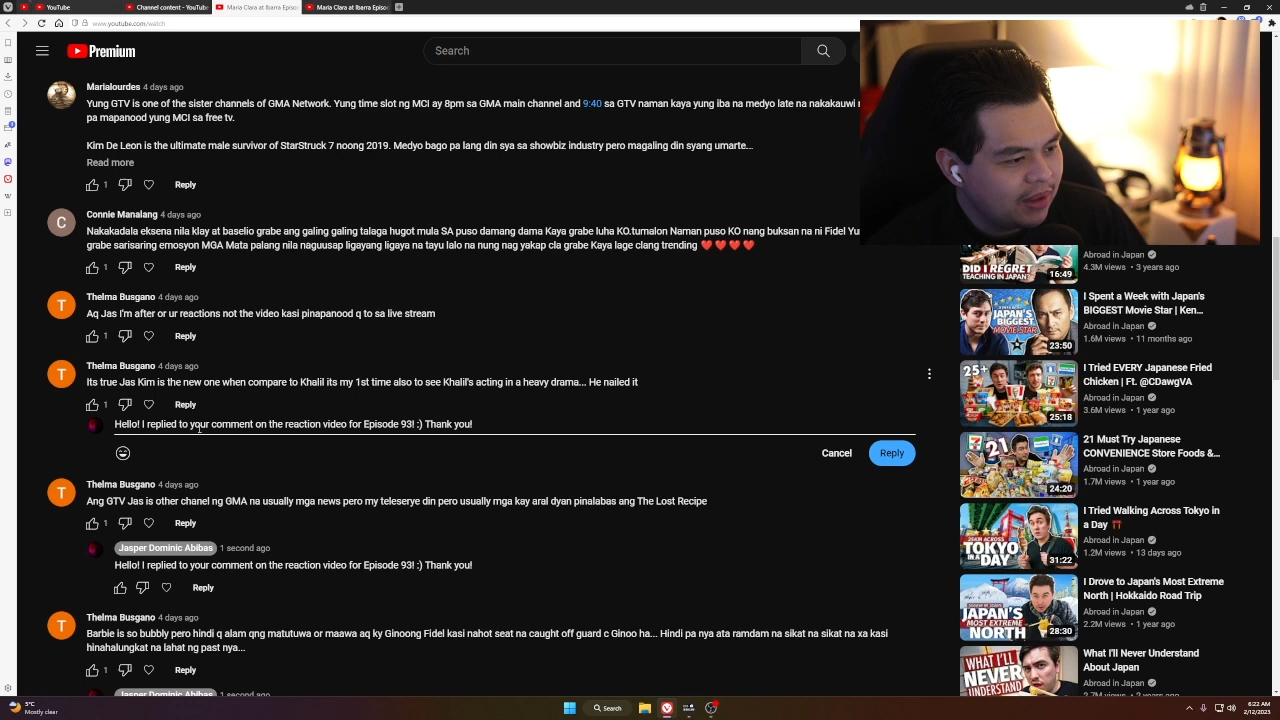 YouTube
Channel content - YouTube
Maria Clara at Ibarra Episo
Maria Clara at Ibarra Episo
www.youtube.com/watch
Premium
Search
Marialourdes 4 days ago
Yung GTV is one of the sister channels of GMA Network. Yung time slot ng MCI ay 8pm sa GMA main channel and 9:40 sa GTV naman kaya yung iba na medyo late na nakakauwi
pa mapanood yung MCI sa free tv.
Kim De Leon is the ultimate male survivor of StarStruck 7 noong 2019. Medyo bago pa lang din sya sa showbiz industry pero magaling din syang umarte...
Read more
1 Reply
C
Connie Manalang 4 days ago
Nakakadala eksena nila klay at baselio grabe ang galing galing talaga hugot mula SA puso damang dama Kaya grabe luha KO.tumalon Naman puso KO nang buksan na ni Fidel Yu
grabe sarisaring emosyon MGA Mata palang nila naguusap ligayang ligaya na tayu lalo na nung nag yakap cla grabe Kaya lage clang trending ❤️❤️❤️❤️
1 Reply
T
Thelma Busgano 4 days ago
Aq Jas I'm after or ur reactions not the video kasi pinapanood q to sa live stream
1 Reply
T
Thelma Busgano 4 days ago
Its true Jas Kim is the new one when compare to Khalil its my 1st time also to see Khalil's acting in a heavy drama... He nailed it
1 Reply
Hello! I replied to your comment on the reaction video for Episode 93! :) Thank you!
Cancel Reply
T
Thelma Busgano 4 days ago
Ang GTV Jas is other chanel ng GMA na usually mga news pero my teleserye din pero usually mga kay aral dyan pinalabas ang The Lost Recipe
1 Reply
Jasper Dominic Abibas 1 second ago
Hello! I replied to your comment on the reaction video for Episode 93! :) Thank you!
Reply
T
Thelma Busgano 4 days ago
Barbie is so bubbly pero hindi q alam qng matutuwa or maawa aq ky Ginoong Fidel kasi nahot seat na caught off guard c Ginoo ha... Hindi pa nya ata ramdam na sikat na sikat na xa kasi
hinahalungkat na lahat ng past nya...
1 Reply
Jasper Dominic Abibas 1 second ago
DID I REGRET
TEACHING IN JAPAN?
16:49
Abroad in Japan
4.3M views • 3 years ago
JAPAN'S
BIGGEST
MOVIE STAR
23:50
I Spent a Week with Japan's
BIGGEST Movie Star | Ken...
Abroad in Japan
1.6M views • 11 months ago
25+
25:18
I Tried EVERY Japanese Fried
Chicken | Ft. @CDawgVA
Abroad in Japan
3.6M views • 1 year ago
21
24:20
21 Must Try Japanese
CONVENIENCE Store Foods &...
Abroad in Japan
1.7M views • 1 year ago
TOKYO
IN A DAY
31:22
I Tried Walking Across Tokyo in
a Day ⛩️
Abroad in Japan
1.2M views • 13 days ago
JAPAN'S
MOST EXTREME
NORTH
28:30
I Drove to Japan's Most Extreme
North | Hokkaido Road Trip
Abroad in Japan
2.2M views • 1 year ago
WHAT I'LL
NEVER
UNDERSTAND
What I'll Never Understand
About Japan
Abroad in Japan
5°C
Mostly clear
Search
6:22 AM
2/12/2023